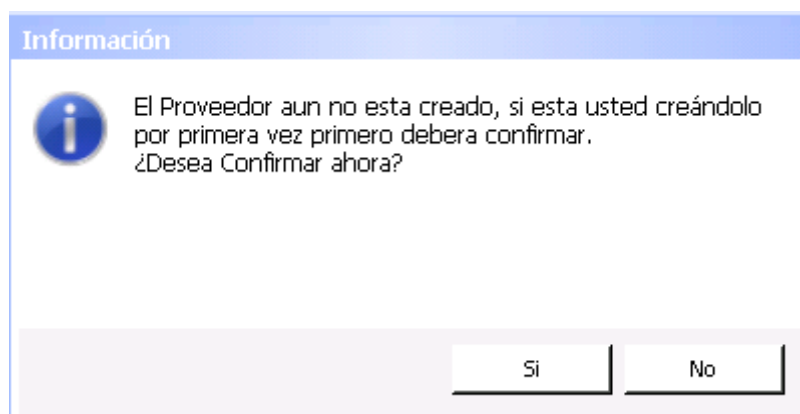 Información
El Proveedor aun no esta creado, si esta usted creándolo
por primera vez primero debera confirmar.
¿Desea Confirmar ahora?
Si
No